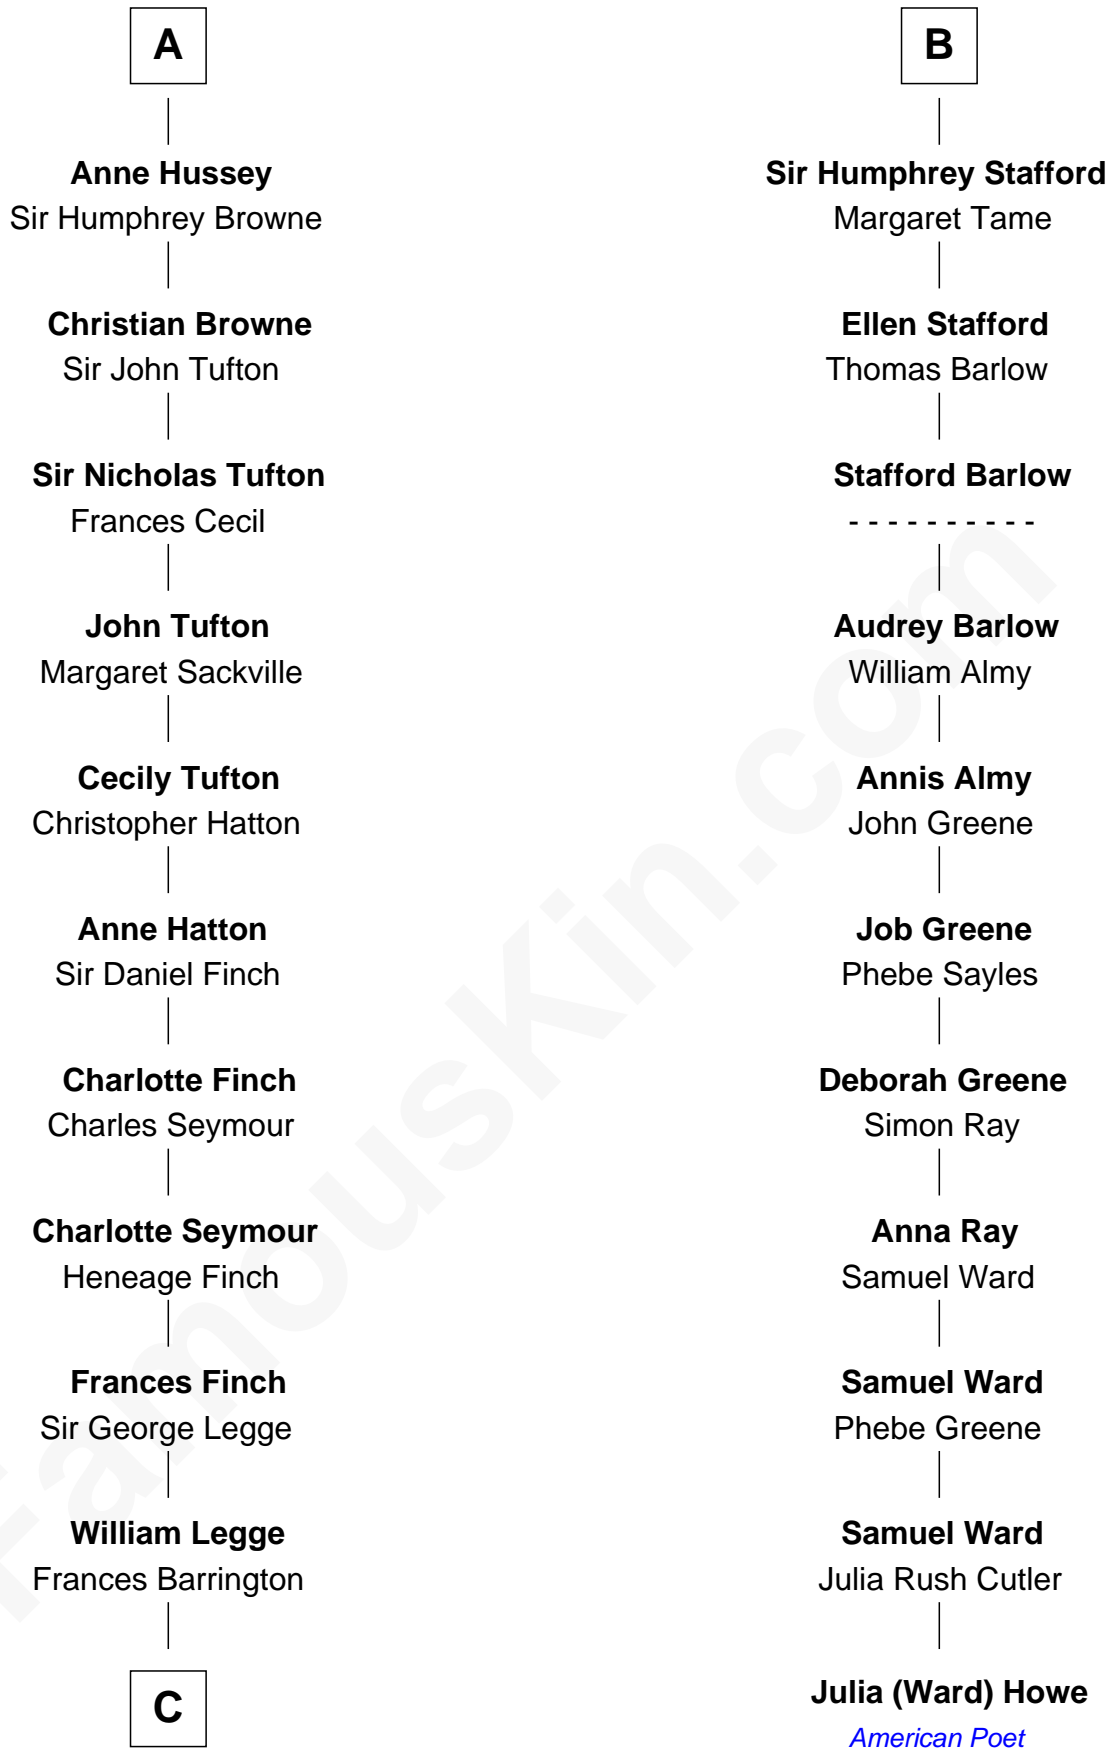 A
Anne Hussey
Sir Humphrey Browne
Christian Browne
Sir John Tufton
Sir Nicholas Tufton
Frances Cecil
John Tufton
Margaret Sackville
Cecily Tufton
Christopher Hatton
Anne Hatton
Sir Daniel Finch
Charlotte Finch
Charles Seymour
Charlotte Seymour
Heneage Finch
Frances Finch
Sir George Legge
William Legge
Frances Barrington
C
B
Sir Humphrey Stafford
Margaret Tame
Ellen Stafford
Thomas Barlow
Stafford Barlow
- - - - - - - - - -
Audrey Barlow
William Almy
Annis Almy
John Greene
Job Greene
Phebe Sayles
Deborah Greene
Simon Ray
Anna Ray
Samuel Ward
Samuel Ward
Phebe Greene
Samuel Ward
Julia Rush Cutler
Julia (Ward) Howe
American Poet
FamousKin.com